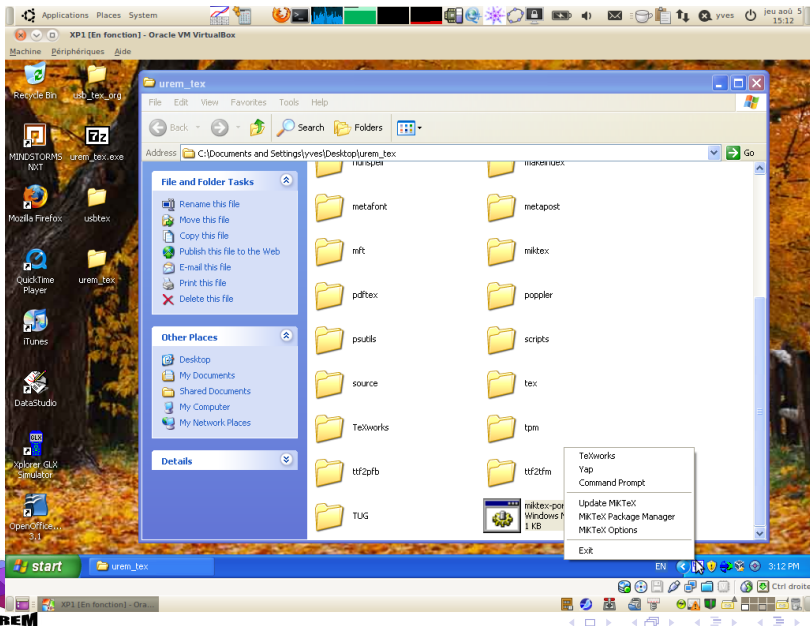 Applications Places System
yves
jeu aoû 5
15:12
XP1 [En fonction] - Oracle VM VirtualBox
Machine Périphériques Aide
Recycle Bin
usb_tex_org
MINDSTORMS
NXT
urem_tex.exe
Mozilla Firefox
usbtex
QuickTime
Player
urem_tex
iTunes
DataStudio
GLX
Xplorer GLX
Simulator
OpenOffice...
3.1
urem_tex
File Edit View Favorites Tools Help
Back
Search
Folders
Address
C:\Documents and Settings\yves\Desktop\urem_tex
Go
File and Folder Tasks
Rename this file
Move this file
Copy this file
Publish this file to the Web
E-mail this file
Print this file
Delete this file
Other Places
Desktop
My Documents
Shared Documents
My Computer
My Network Places
Details
hunspell
makeindex
metafont
metapost
mft
miktex
pdftex
poppler
psutils
scripts
source
tex
TeXworks
tpm
ttf2pfb
ttf2tfm
TUG
miktex-por
Windows N
1 KB
TeXworks
Yap
Command Prompt
Update MiKTeX
MiKTeX Package Manager
MiKTeX Options
Exit
start
urem_tex
EN
3:12 PM
Ctrl droite
XP1 [En fonction] - Ora...
REM